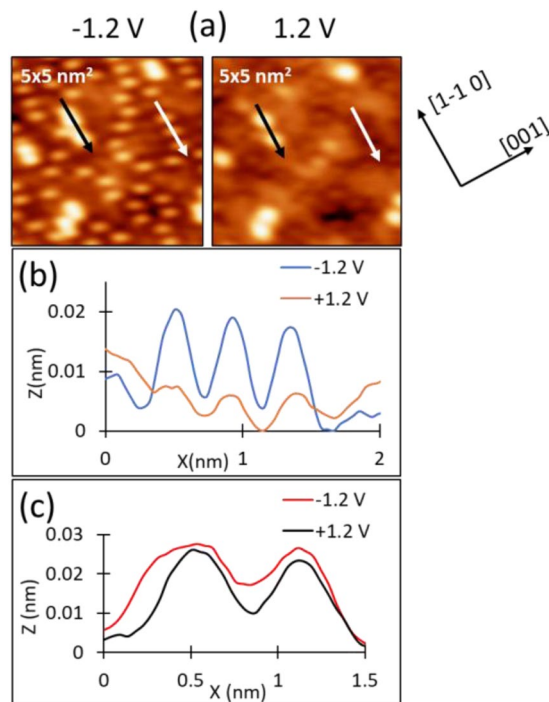 -1.2 V (a) 1.2 V
5x5 nm² 5x5 nm²
[1-1 0]
[001]
(b) -1.2 V
+1.2 V
0.02
0.01
0
Z(nm)
0 1 2
X(nm)
(c) -1.2 V
+1.2 V
0.03
0.02
0.01
0
Z (nm)
0 0.5 1 1.5
X (nm)